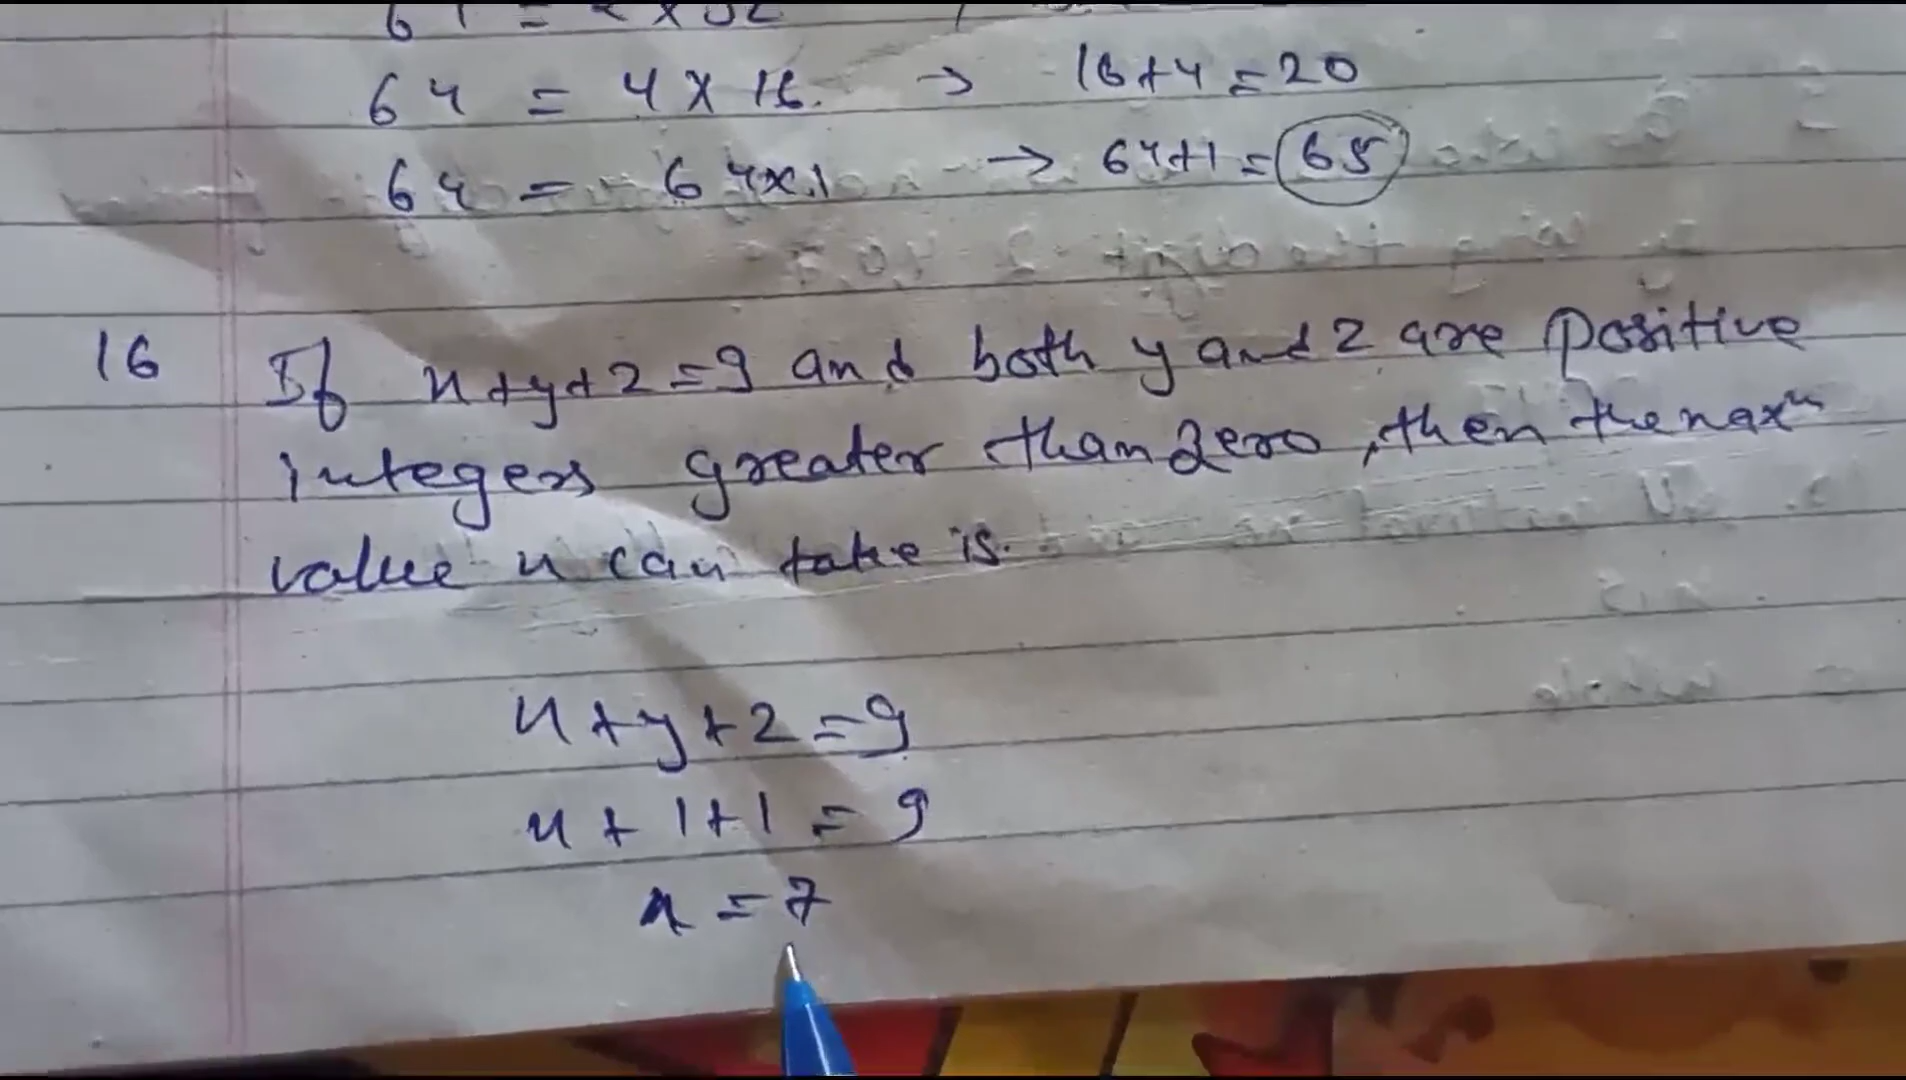 64 = 4 x 16. → 16+4=20
64 = 64x1 → 64+1=65
16 If x+y+z=9 and both y and z are positive
integers greater than zero, then the maxm
value x can take is.
x+y+z=9
x+1+1=9
x=7